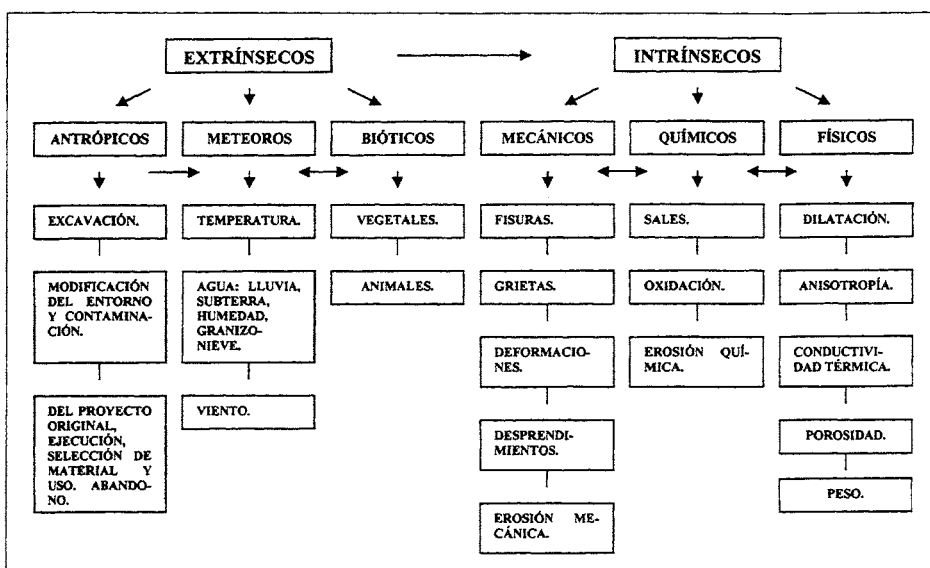 EXTRÍNSECOS
INTRÍNSECOS
ANTRÓPICOS
METEOROS
BIÓTICOS
MECÁNICOS
QUÍMICOS
FÍSICOS
EXCAVACIÓN.
MODIFICACIÓN
DEL ENTORNO
Y CONTAMINA-
CIÓN.
DEL PROYECTO
ORIGINAL,
EJECUCIÓN,
SELECCIÓN DE
MATERIAL Y
USO. ABANDO-
NO.
TEMPERATURA.
AGUA: LLUVIA,
SUBTERRA,
HUMEDAD,
GRANIZO-
NIEVE.
VIENTO.
VEGETALES.
ANIMALES.
FISURAS.
GRIETAS.
DEFORMACIO-
NES.
DESPRENDI-
MIENTOS.
EROSIÓN ME-
CÁNICA.
SALES.
OXIDACIÓN.
EROSIÓN QUÍ-
MICA.
DILATACIÓN.
ANISOTROPÍA.
CONDUCTIVI-
DAD TÉRMICA.
POROSIDAD.
PESO.